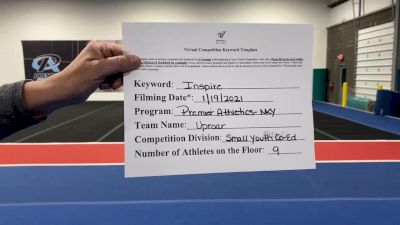 Virtual Competition Keyword Template
Keyword: Inspire
Filming Date*: 1/19/2021
Program: Premier Athletics- NKY
Team Name: Uproar
Competition Division: Small Youth Co-Ed
Number of Athletes on the Floor: 9